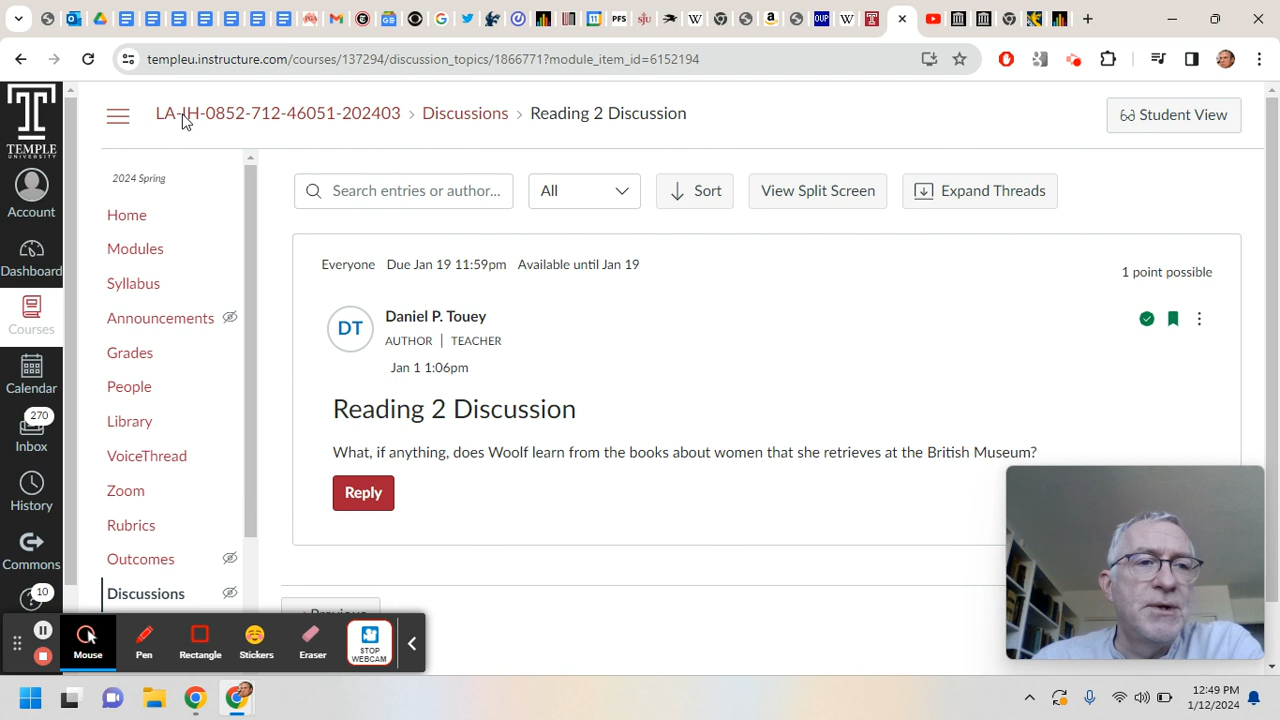 PFS
sju
W
OUP
W
templeu.instructure.com/courses/137294/discussion_topics/1866771?module_item_id=6152194
TEMPLE
UNIVERSITY
Account
Dashboard
Courses
Calendar
270
Inbox
History
Commons
10
LA-IH-0852-712-46051-202403 > Discussions > Reading 2 Discussion
Student View
2024 Spring
Home
Modules
Syllabus
Announcements
Grades
People
Library
VoiceThread
Zoom
Rubrics
Outcomes
Discussions
Search entries or author...
All
Sort
View Split Screen
Expand Threads
Everyone Due Jan 19 11:59pm Available until Jan 19
1 point possible
DT
Daniel P. Touey
AUTHOR | TEACHER
Jan 1 1:06pm
Reading 2 Discussion
What, if anything, does Woolf learn from the books about women that she retrieves at the British Museum?
Reply
Previous
Mouse
Pen
Rectangle
Stickers
Eraser
STOP
WEBCAM
12:49 PM
1/12/2024